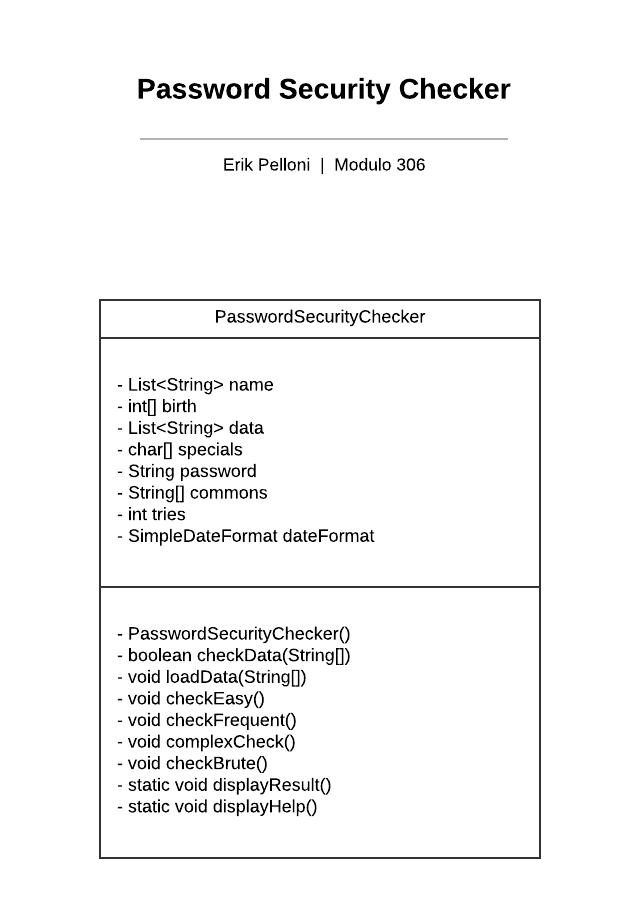 Password Security Checker
Erik Pelloni | Modulo 306
PasswordSecurityChecker
- List<String> name
- int[] birth
- List<String> data
- char[] specials
- String password
- String[] commons
- int tries
- SimpleDateFormat dateFormat
- PasswordSecurityChecker()
- boolean checkData(String[])
- void loadData(String[])
- void checkEasy()
- void checkFrequent()
- void complexCheck()
- void checkBrute()
- static void displayResult()
- static void displayHelp()